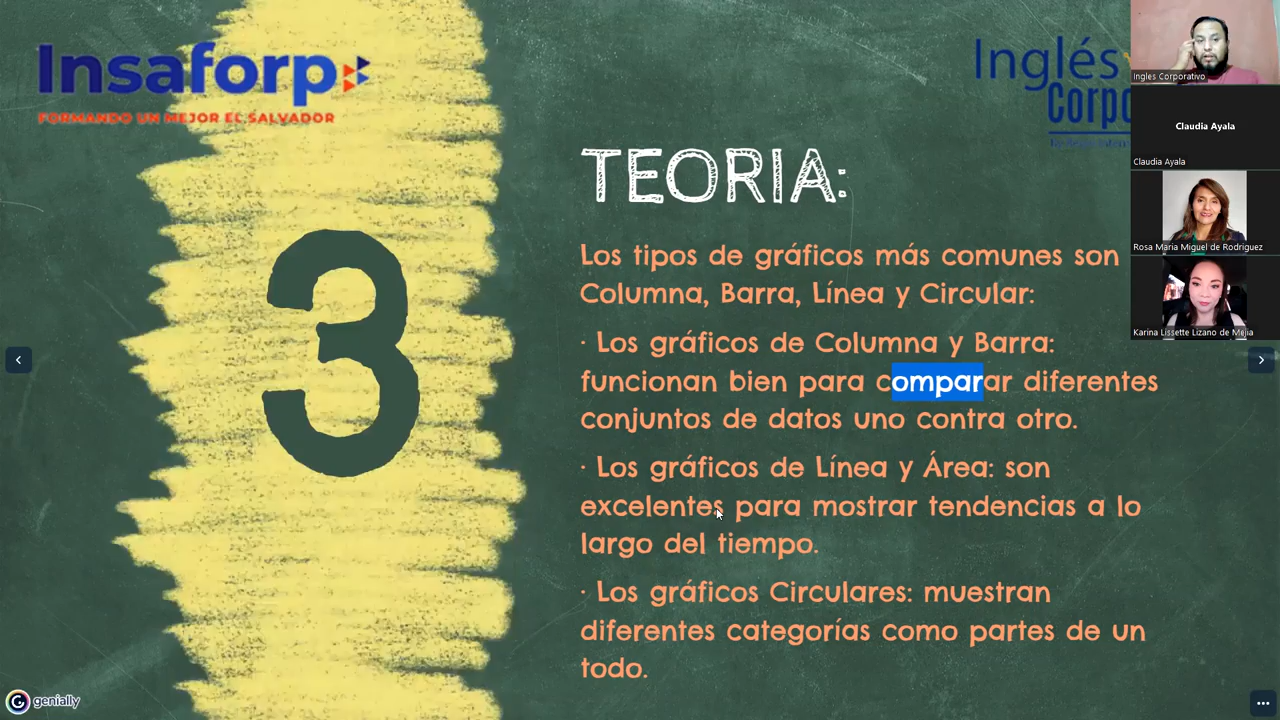 Insaforp
FORMANDO UN MEJOR EL SALVADOR
Inglés
Corpo
3
TEORIA:
Los tipos de gráficos más comunes son
Columna, Barra, Línea y Circular:
· Los gráficos de Columna y Barra:
funcionan bien para comparar diferentes
conjuntos de datos uno contra otro.
· Los gráficos de Línea y Área: son
excelentes para mostrar tendencias a lo
largo del tiempo.
· Los gráficos Circulares: muestran
diferentes categorías como partes de un
todo.
Ingles Corporativo
Claudia Ayala
Claudia Ayala
Rosa Maria Miguel de Rodriguez
Karina Lissette Lizano de Mejia
genially